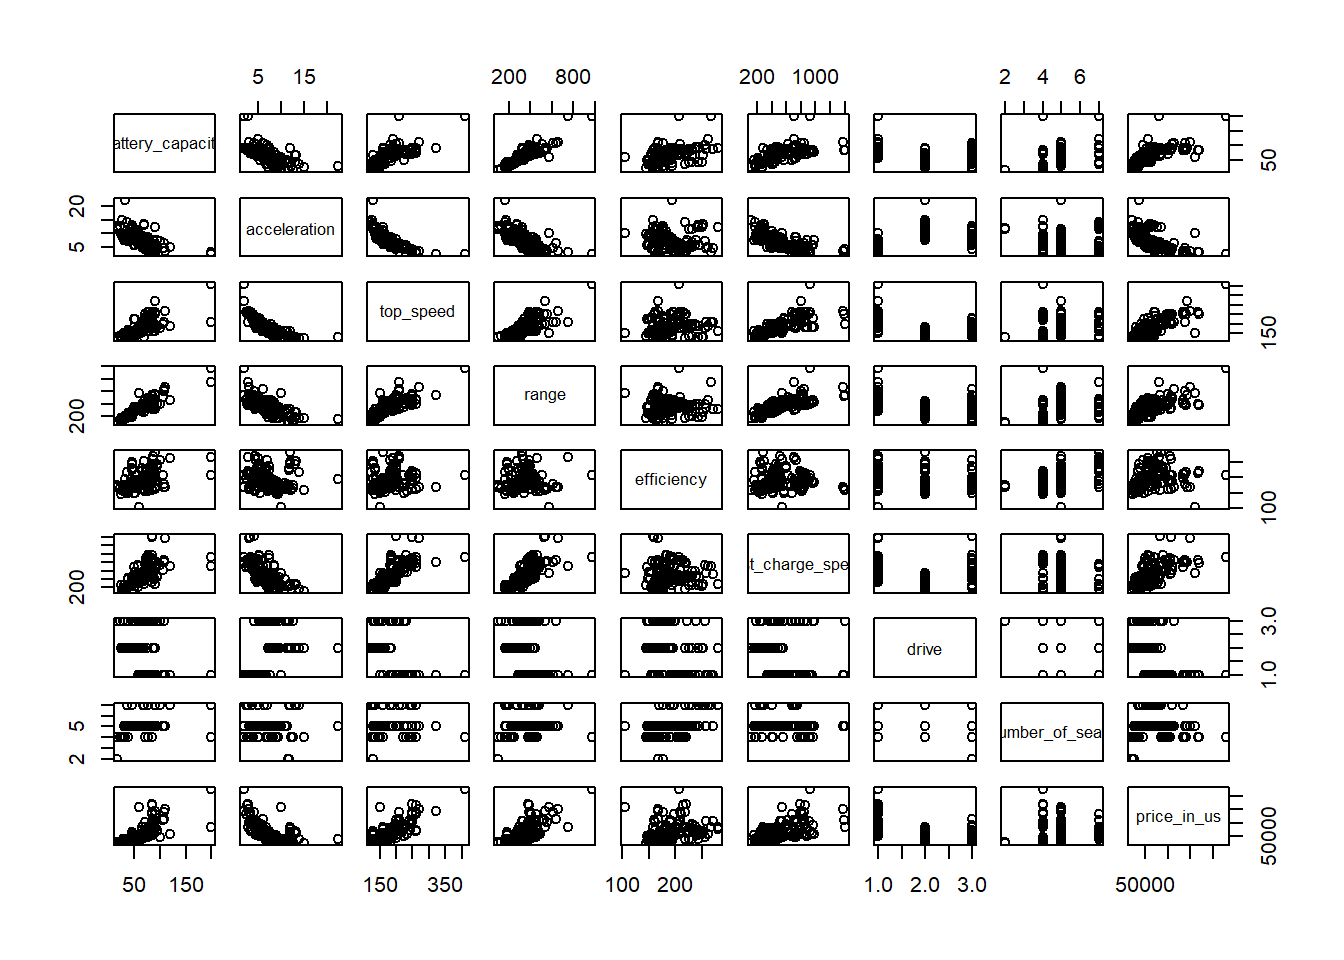 5 15
200 800
200 1000
2 4 6
attery_capacit
50
20
5
acceleration
top_speed
150
200
range
efficiency
100
200
t_charge_spe
drive
1.0 3.0
2 5
umber_of_sea
price_in_us
50000
50 150
150 350
100 200
1.0 2.0 3.0
50000